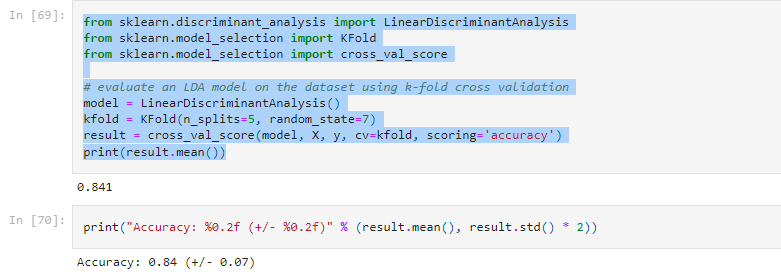 In [69]:
from sklearn.discriminant_analysis import LinearDiscriminantAnalysis
from sklearn.model_selection import KFold
from sklearn.model_selection import cross_val_score
# evaluate an LDA model on the dataset using k-fold cross validation
model = LinearDiscriminantAnalysis()
kfold = KFold(n_splits=5, random_state=7)
result = cross_val_score(model, X, y, cv=kfold, scoring='accuracy')
print(result.mean())
0.841
In [70]:
print("Accuracy: %0.2f (+/- %0.2f)" % (result.mean(), result.std() * 2))
Accuracy: 0.84 (+/- 0.07)